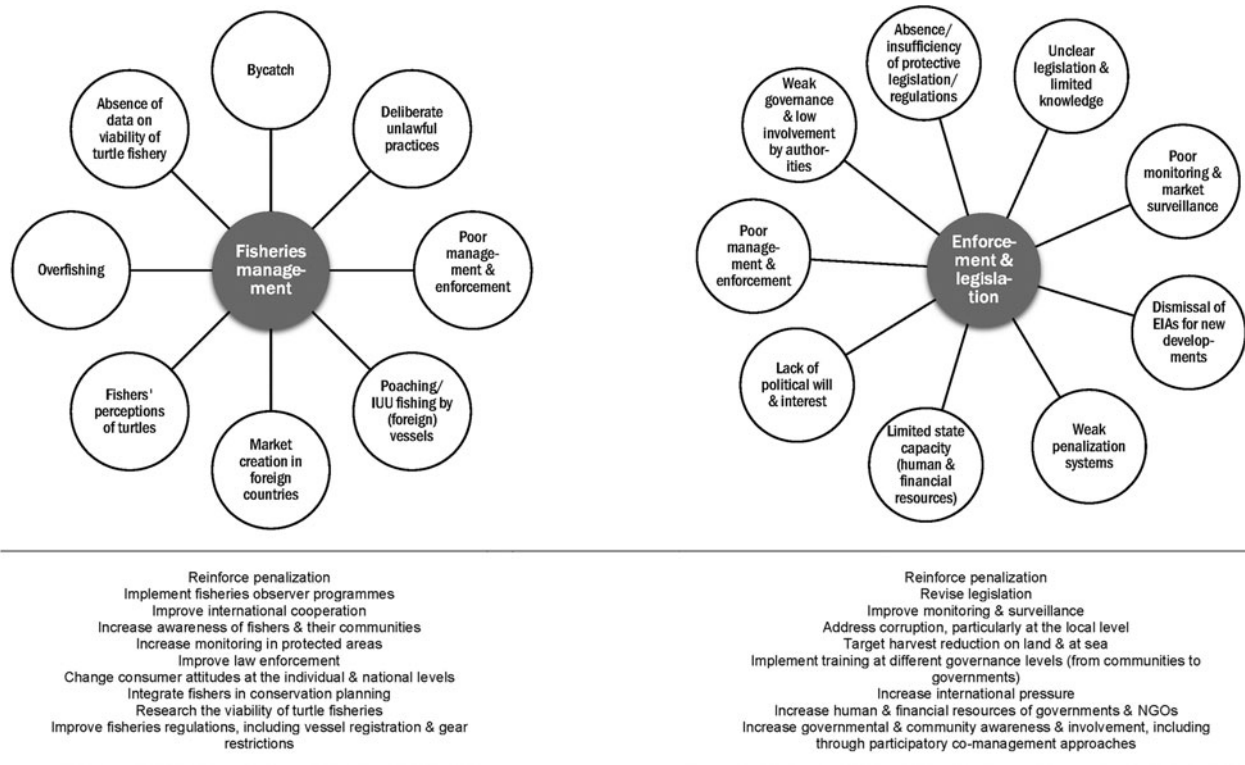 Bycatch
Deliberate
unlawful
practices
Poor
manage-
ment &
enforcement
Poaching/
IUU fishing by
(foreign)
vessels
Market
creation in
foreign
countries
Fishers'
perceptions
of turtles
Overfishing
Absence of
data on
viability of
turtle fishery
Fisheries
manage-
ment
Absence/
insufficiency
of protective
legislation/
regulations
Unclear
legislation &
limited
knowledge
Poor
monitoring &
market
surveillance
Dismissal of
EIAs for new
develop-
ments
Weak
penalization
systems
Limited state
capacity
(human &
financial
resources)
Lack of
political will
& interest
Poor
manage-
ment &
enforcement
Weak
governance
& low
involvement
by author-
ities
Enforce-
ment &
legisla-
tion
Reinforce penalization
Implement fisheries observer programmes
Improve international cooperation
Increase awareness of fishers & their communities
Increase monitoring in protected areas
Improve law enforcement
Change consumer attitudes at the individual & national levels
Integrate fishers in conservation planning
Research the viability of turtle fisheries
Improve fisheries regulations, including vessel registration & gear
restrictions
Reinforce penalization
Revise legislation
Improve monitoring & surveillance
Address corruption, particularly at the local level
Target harvest reduction on land & at sea
Implement training at different governance levels (from communities to
governments)
Increase international pressure
Increase human & financial resources of governments & NGOs
Increase governmental & community awareness & involvement, including
through participatory co-management approaches